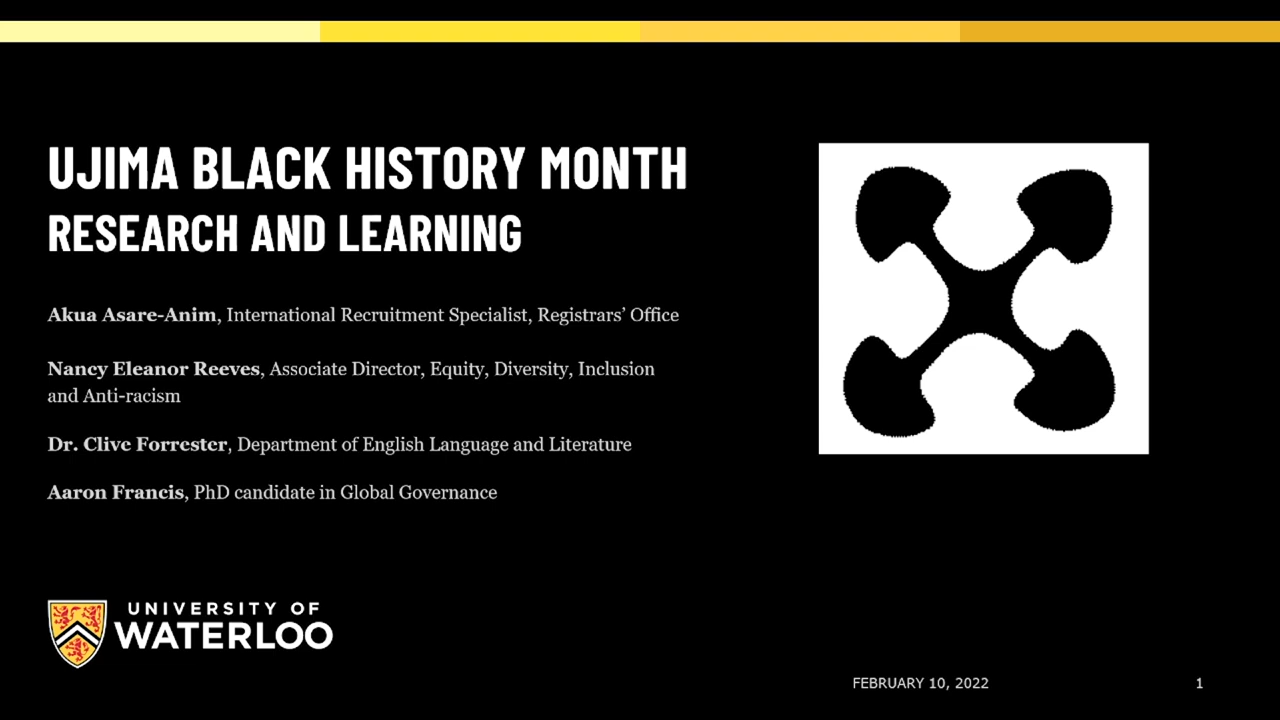 UJIMA BLACK HISTORY MONTH
RESEARCH AND LEARNING
Akua Asare-Anim, International Recruitment Specialist, Registrars’ Office
Nancy Eleanor Reeves, Associate Director, Equity, Diversity, Inclusion
and Anti-racism
Dr. Clive Forrester, Department of English Language and Literature
Aaron Francis, PhD candidate in Global Governance
UNIVERSITY OF
WATERLOO
FEBRUARY 10, 2022
1